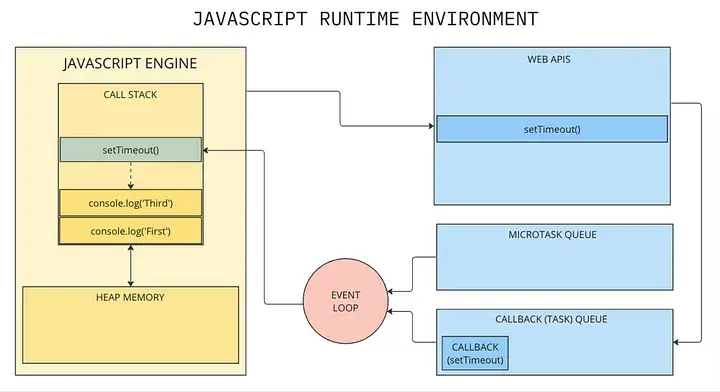 JAVASCRIPT RUNTIME ENVIRONMENT
JAVASCRIPT ENGINE
CALL STACK
setTimeout()
console.log('Third')
console.log('First')
HEAP MEMORY
EVENT
LOOP
WEB APIS
setTimeout()
MICROTASK QUEUE
CALLBACK (TASK) QUEUE
CALLBACK
(setTimeout)